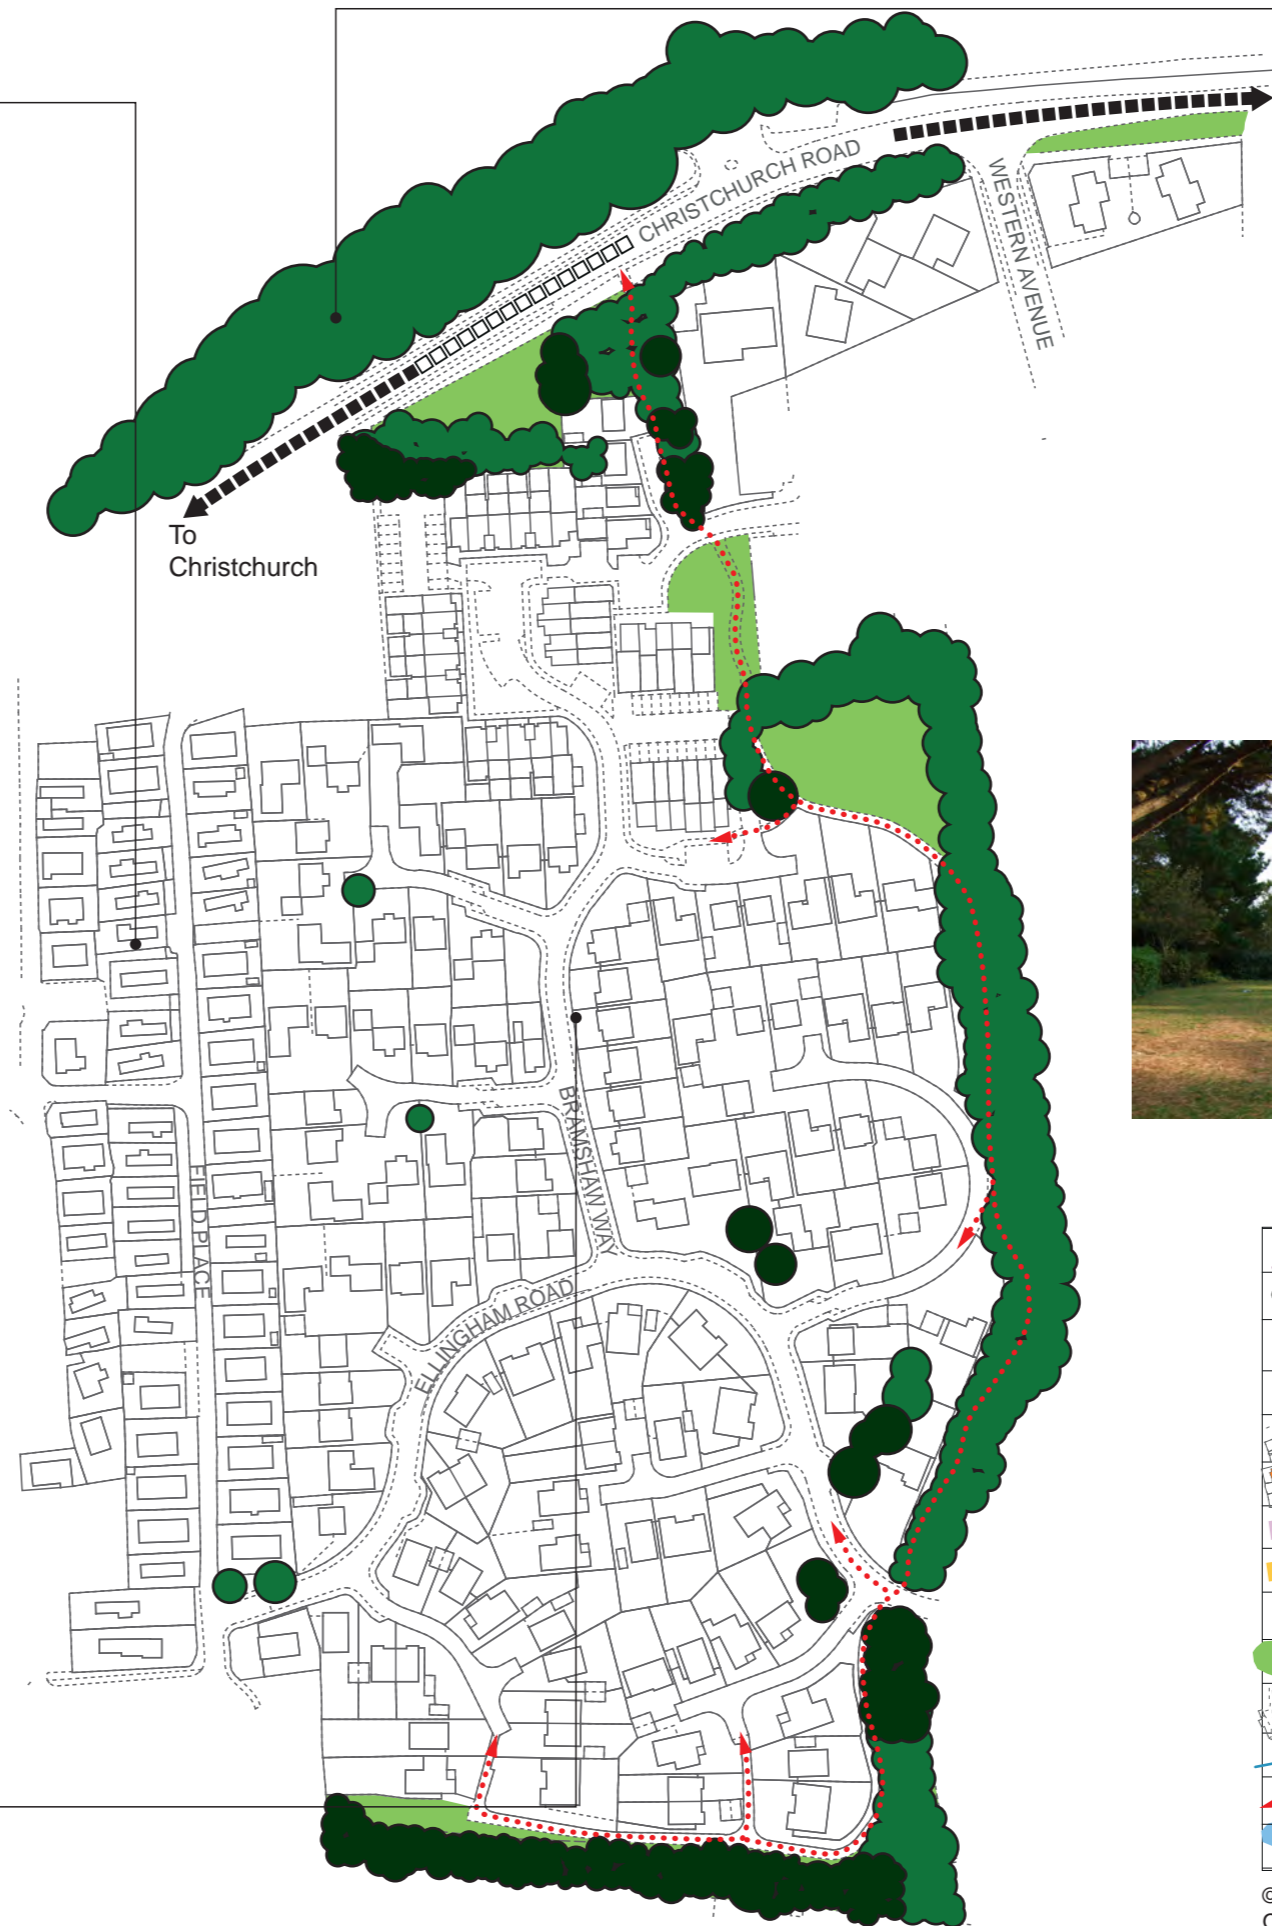 CHRISTCHURCH ROAD
WESTERN AVENUE
To
Christchurch
BRAMSHAW WAY
FIELD PLACE
ELLINGHAM ROAD
©